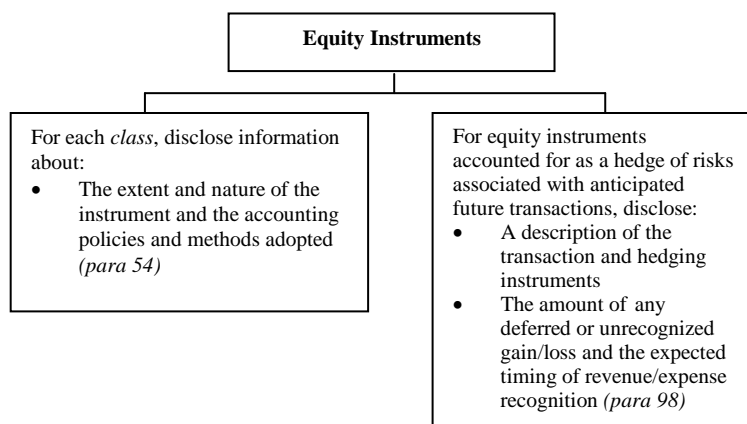 Equity Instruments
For each class, disclose information
about:
• The extent and nature of the
instrument and the accounting
policies and methods adopted
(para 54)
For equity instruments
accounted for as a hedge of risks
associated with anticipated
future transactions, disclose:
• A description of the
transaction and hedging
instruments
• The amount of any
deferred or unrecognized
gain/loss and the expected
timing of revenue/expense
recognition (para 98)